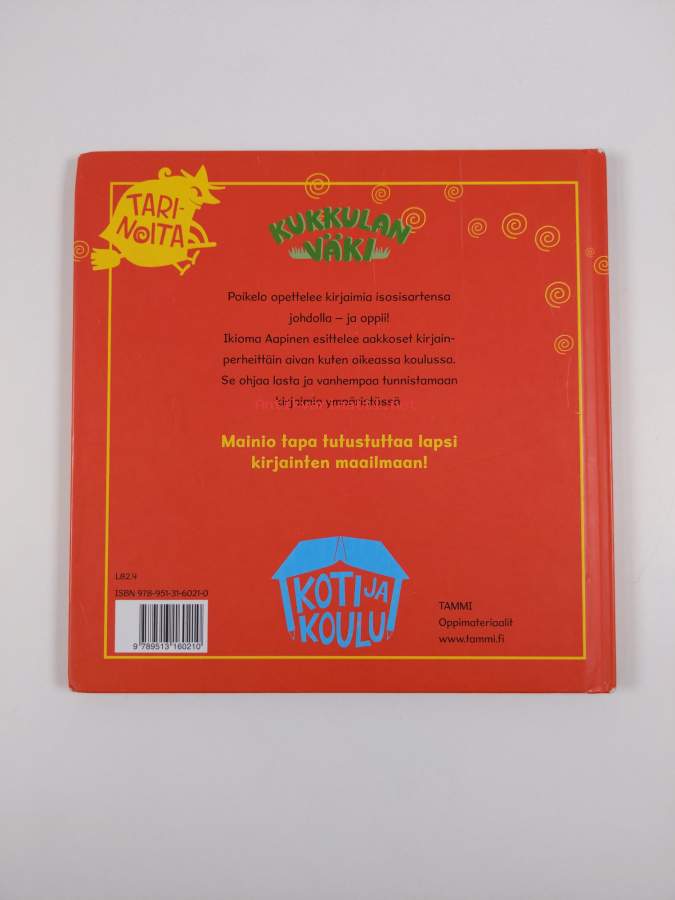 TARI-
NOITA
KUKKULAN
VÄKI
Poikelo opettelee kirjaimia isosisartensa
johdolla – ja oppii!
Ikioma Aapinen esittelee aakkoset kirjain-
perheittäin aivan kuten oikeassa koulussa.
Se ohjaa lasta ja vanhempaa tunnistamaan
kirjaimia ympäristössä
Mainio tapa tutustuttaa lapsi
kirjainten maailmaan!
KOTI JA
KOULU
L82.4
ISBN 978-951-31-6021-0
9 789513 160210
TAMMI
Oppimateriaalit
www.tammi.fi